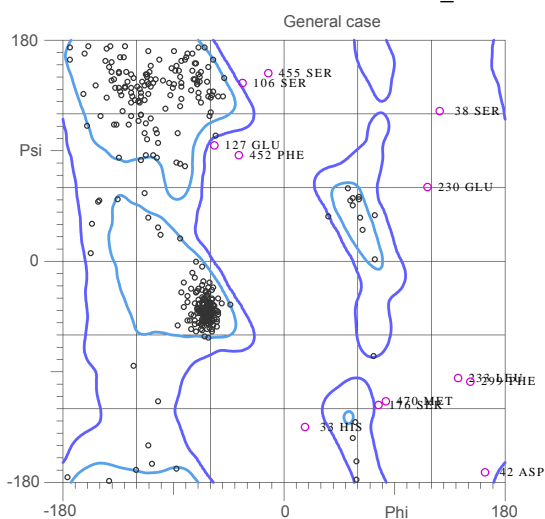 General case
180
455 SER
106 SER
38 SER
127 GLU
Psi
452 PHE
230 GLU
0
299 PHE
470 MET
176 SER
33 HIS
42 ASP
-180
-180
0
Phi
180